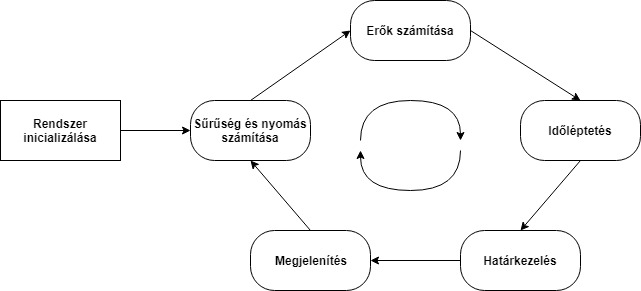 Erők számítása
Rendszer
inicializálása
Sűrűség és nyomás
számítása
Időléptetés
Megjelenítés
Határkezelés